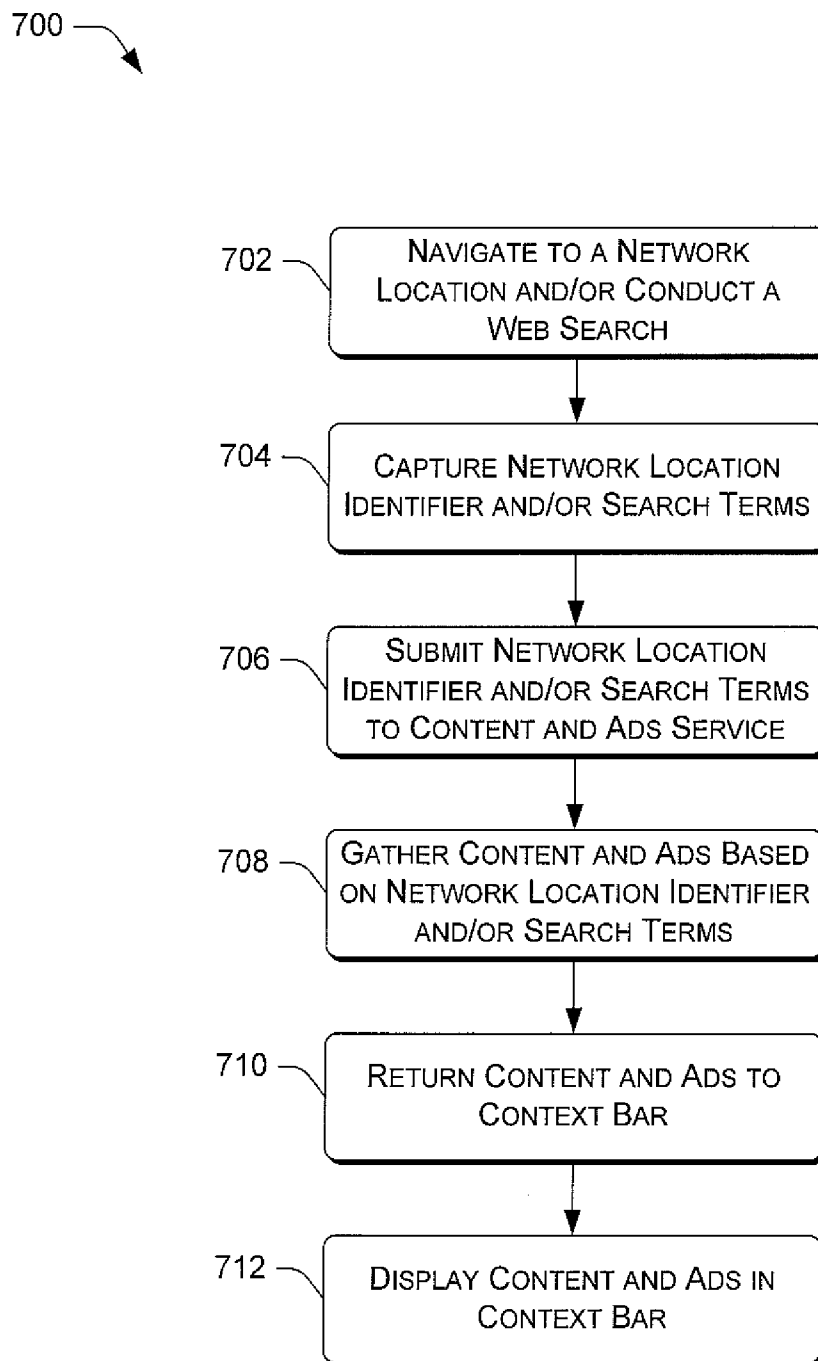 700
702
NAVIGATE TO A NETWORK
LOCATION AND/OR CONDUCT A
WEB SEARCH
704
CAPTURE NETWORK LOCATION
IDENTIFIER AND/OR SEARCH TERMS
706
SUBMIT NETWORK LOCATION
IDENTIFIER AND/OR SEARCH TERMS
TO CONTENT AND ADS SERVICE
708
GATHER CONTENT AND ADS BASED
ON NETWORK LOCATION IDENTIFIER
AND/OR SEARCH TERMS
710
RETURN CONTENT AND ADS TO
CONTEXT BAR
712
DISPLAY CONTENT AND ADS IN
CONTEXT BAR